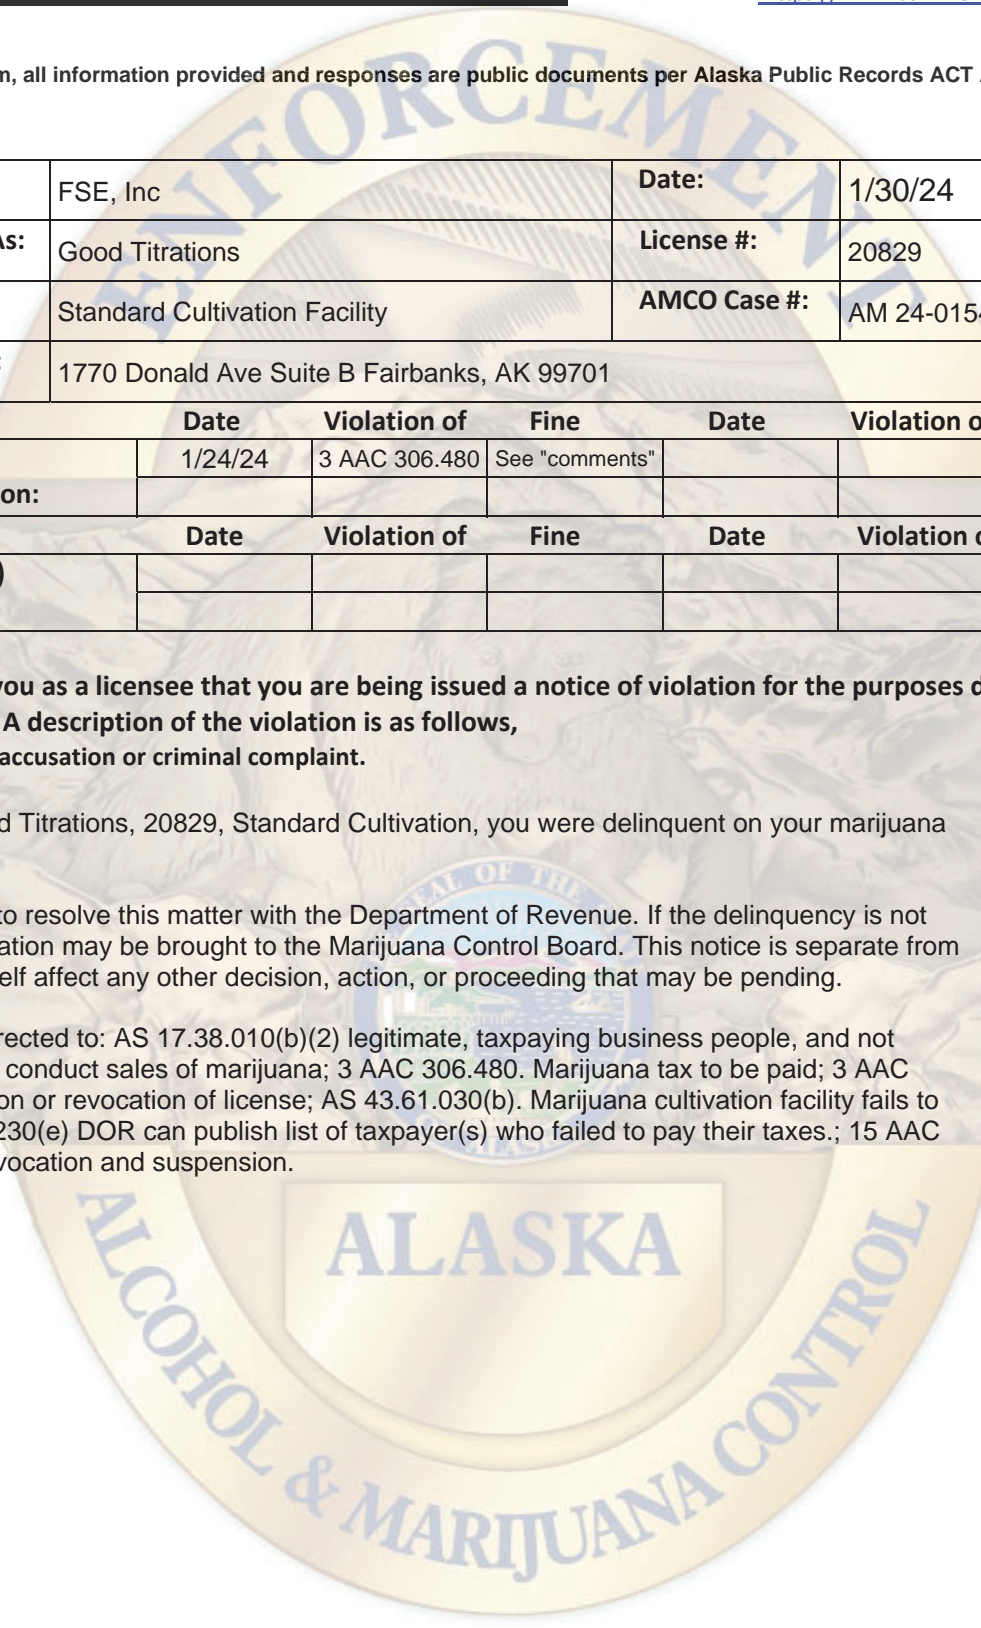 m, all information provided and responses are public documents per Alaska Public Records ACT
FSE, Inc Date: 1/30/24
As: Good Titrations License #: 20829
Standard Cultivation Facility AMCO Case #: AM 24-0154
: 1770 Donald Ave Suite B Fairbanks, AK 99701
Date Violation of Fine Date Violation o
1/24/24 3 AAC 306.480 See "comments"
on:
Date Violation of Fine Date Violation
)
you as a licensee that you are being issued a notice of violation for the purposes d
A description of the violation is as follows,
accusation or criminal complaint.
d Titrations, 20829, Standard Cultivation, you were delinquent on your marijuana
to resolve this matter with the Department of Revenue. If the delinquency is not
ation may be brought to the Marijuana Control Board. This notice is separate from
elf affect any other decision, action, or proceeding that may be pending.
rected to: AS 17.38.010(b)(2) legitimate, taxpaying business people, and not
conduct sales of marijuana; 3 AAC 306.480. Marijuana tax to be paid; 3 AAC
on or revocation of license; AS 43.61.030(b). Marijuana cultivation facility fails to
230(e) DOR can publish list of taxpayer(s) who failed to pay their taxes.; 15 AAC
vocation and suspension.
ENFORCEMENT
SEAL OF THE
ALASKA
ALCOHOL & MARIJUANA CONTROL